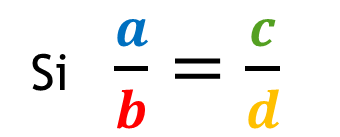 Si a/b = c/d